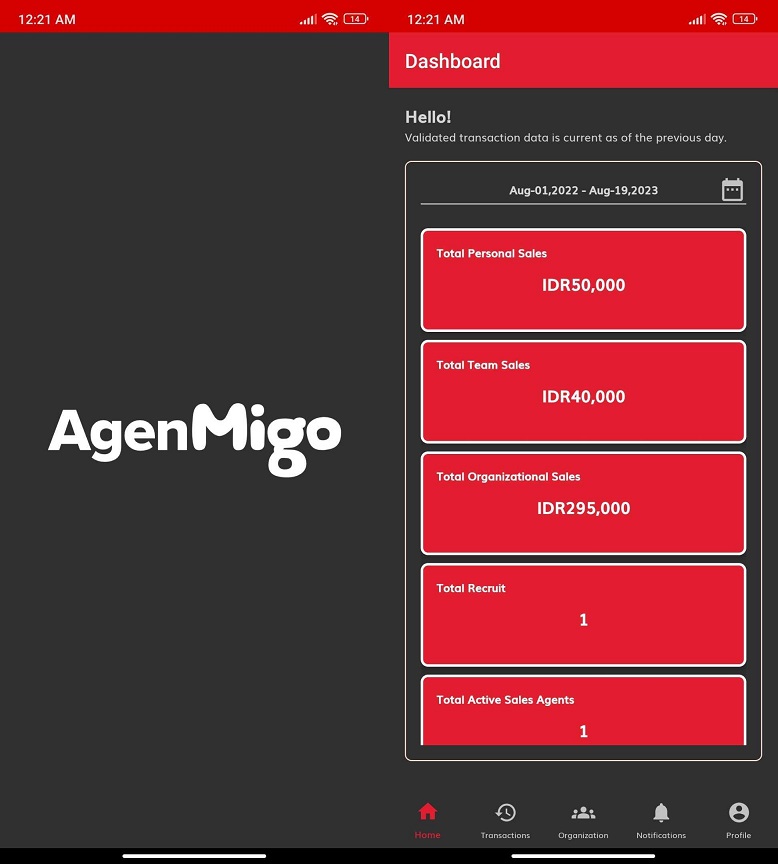 12:21 AM
14
AgenMigo
12:21 AM
14
Dashboard
Hello!
Validated transaction data is current as of the previous day.
Aug-01,2022 - Aug-19,2023
Total Personal Sales
IDR50,000
Total Team Sales
IDR40,000
Total Organizational Sales
IDR295,000
Total Recruit
1
Total Active Sales Agents
1
Home Transactions Organization Notifications Profile